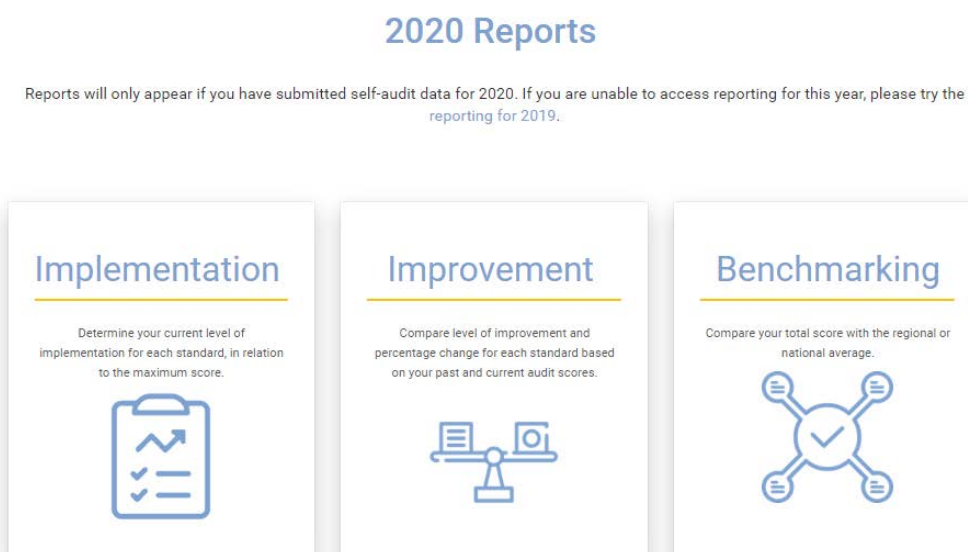 2020 Reports
Reports will only appear if you have submitted self-audit data for 2020. If you are unable to access reporting for this year, please try the
reporting for 2019.
Implementation
Determine your current level of
implementation for each standard, in relation
to the maximum score.
Improvement
Compare level of improvement and
percentage change for each standard based
on your past and current audit scores.
Benchmarking
Compare your total score with the regional or
national average.